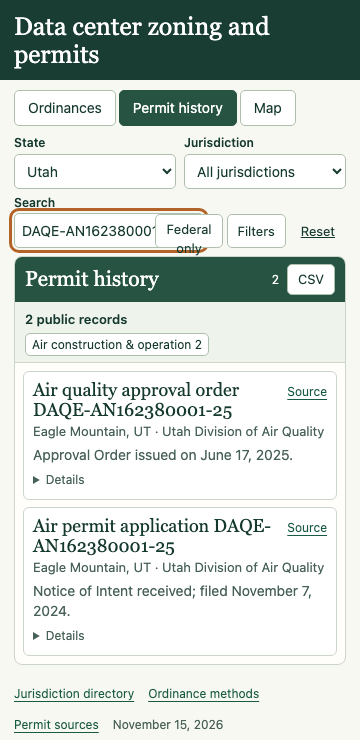 Data center zoning and
permits
Ordinances Permit history Map
State Jurisdiction
Utah All jurisdictions
Search
DAQE-AN162380001 Federal only Filters Reset
Permit history 2 CSV
2 public records
Air construction & operation 2
Air quality approval order Source
DAQE-AN162380001-25
Eagle Mountain, UT · Utah Division of Air Quality
Approval Order issued on June 17, 2025.
Details
Air permit application DAQE- Source
AN162380001-25
Eagle Mountain, UT · Utah Division of Air Quality
Notice of Intent received; filed November 7,
2024.
Details
Jurisdiction directory Ordinance methods
Permit sources November 15, 2026